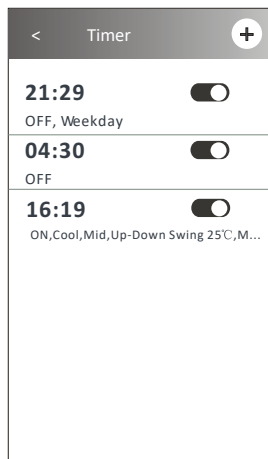 < Timer +
21:29
OFF, Weekday
04:30
OFF
16:19
ON,Cool,Mid,Up-Down Swing 25℃,M...